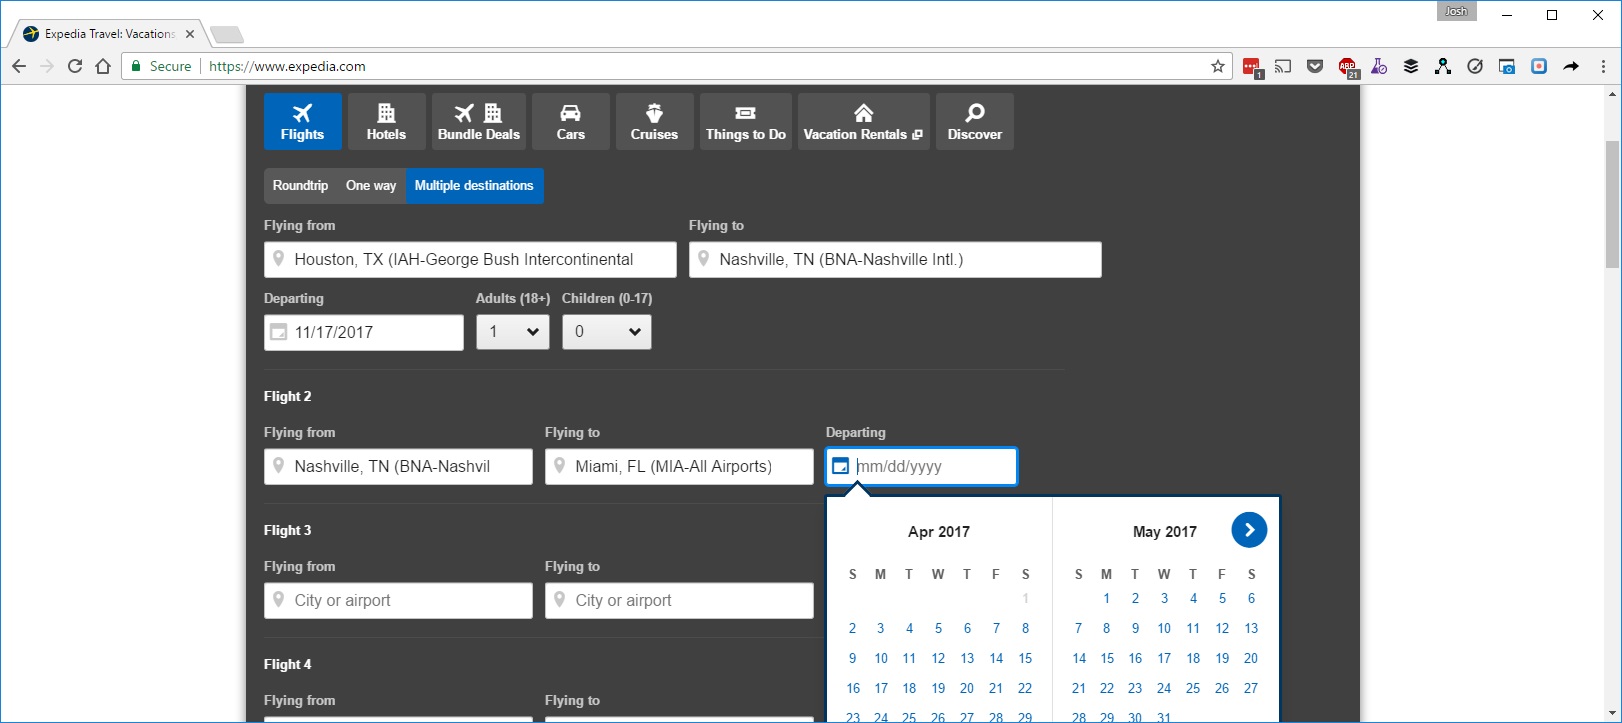 Josh
Expedia Travel: Vacations,
Secure https://www.expedia.com
1
ABP
21
Flights Hotels Bundle Deals Cars Cruises Things to Do Vacation Rentals Discover
Roundtrip One way Multiple destinations
Flying from Flying to
Houston, TX (IAH-George Bush Intercontinental Nashville, TN (BNA-Nashville Intl.)
Departing Adults (18+) Children (0-17)
11/17/2017 1 0
Flight 2
Flying from Flying to Departing
Nashville, TN (BNA-Nashvil Miami, FL (MIA-All Airports) mm/dd/yyyy
Flight 3
Flying from Flying to
City or airport City or airport
Flight 4
Flying from Flying to
Apr 2017 May 2017
S M T W T F S S M T W T F S
1 1 2 3 4 5 6
2 3 4 5 6 7 8 7 8 9 10 11 12 13
9 10 11 12 13 14 15 14 15 16 17 18 19 20
16 17 18 19 20 21 22 21 22 23 24 25 26 27
23 24 25 26 27 28 29 28 29 30 31